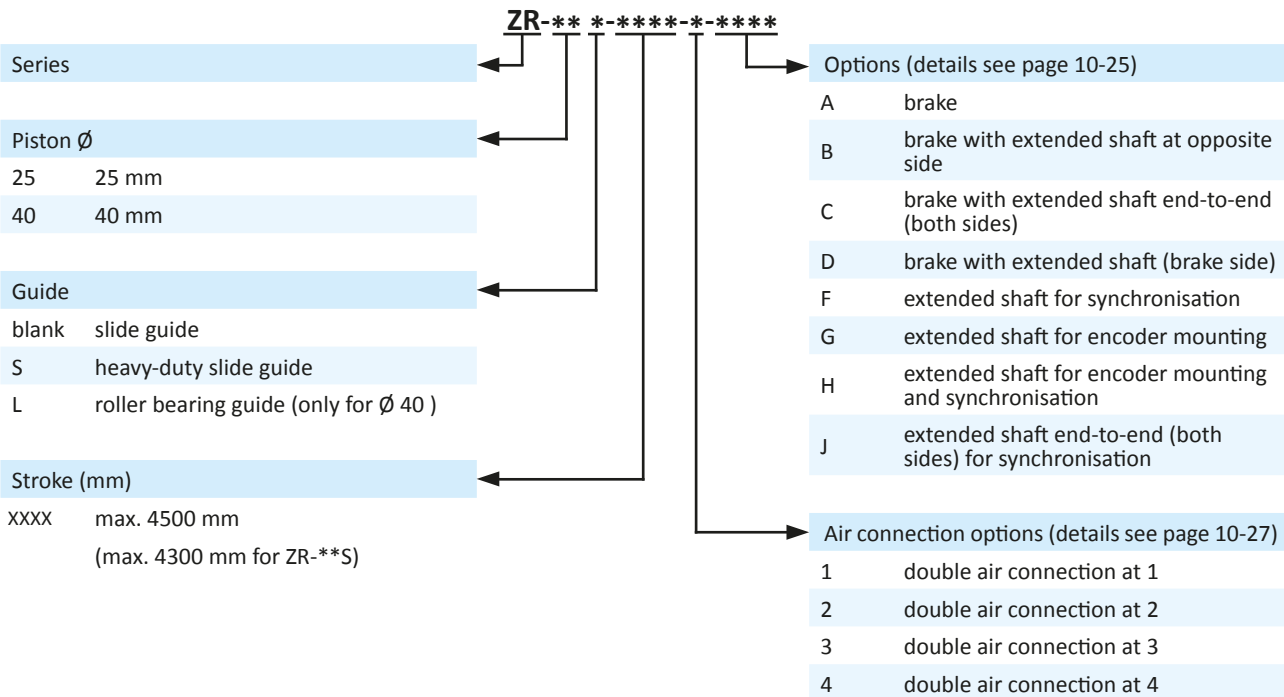 ZR-** *-****-*-****
Series
Piston Ø
25 25 mm
40 40 mm
Guide
blank slide guide
S heavy-duty slide guide
L roller bearing guide (only for Ø 40 )
Stroke (mm)
XXXX max. 4500 mm
(max. 4300 mm for ZR-**S)
Options (details see page 10-25)
A brake
B brake with extended shaft at opposite
side
C brake with extended shaft end-to-end
(both sides)
D brake with extended shaft (brake side)
F extended shaft for synchronisation
G extended shaft for encoder mounting
H extended shaft for encoder mounting
and synchronisation
J extended shaft end-to-end (both
sides) for synchronisation
Air connection options (details see page 10-27)
1 double air connection at 1
2 double air connection at 2
3 double air connection at 3
4 double air connection at 4